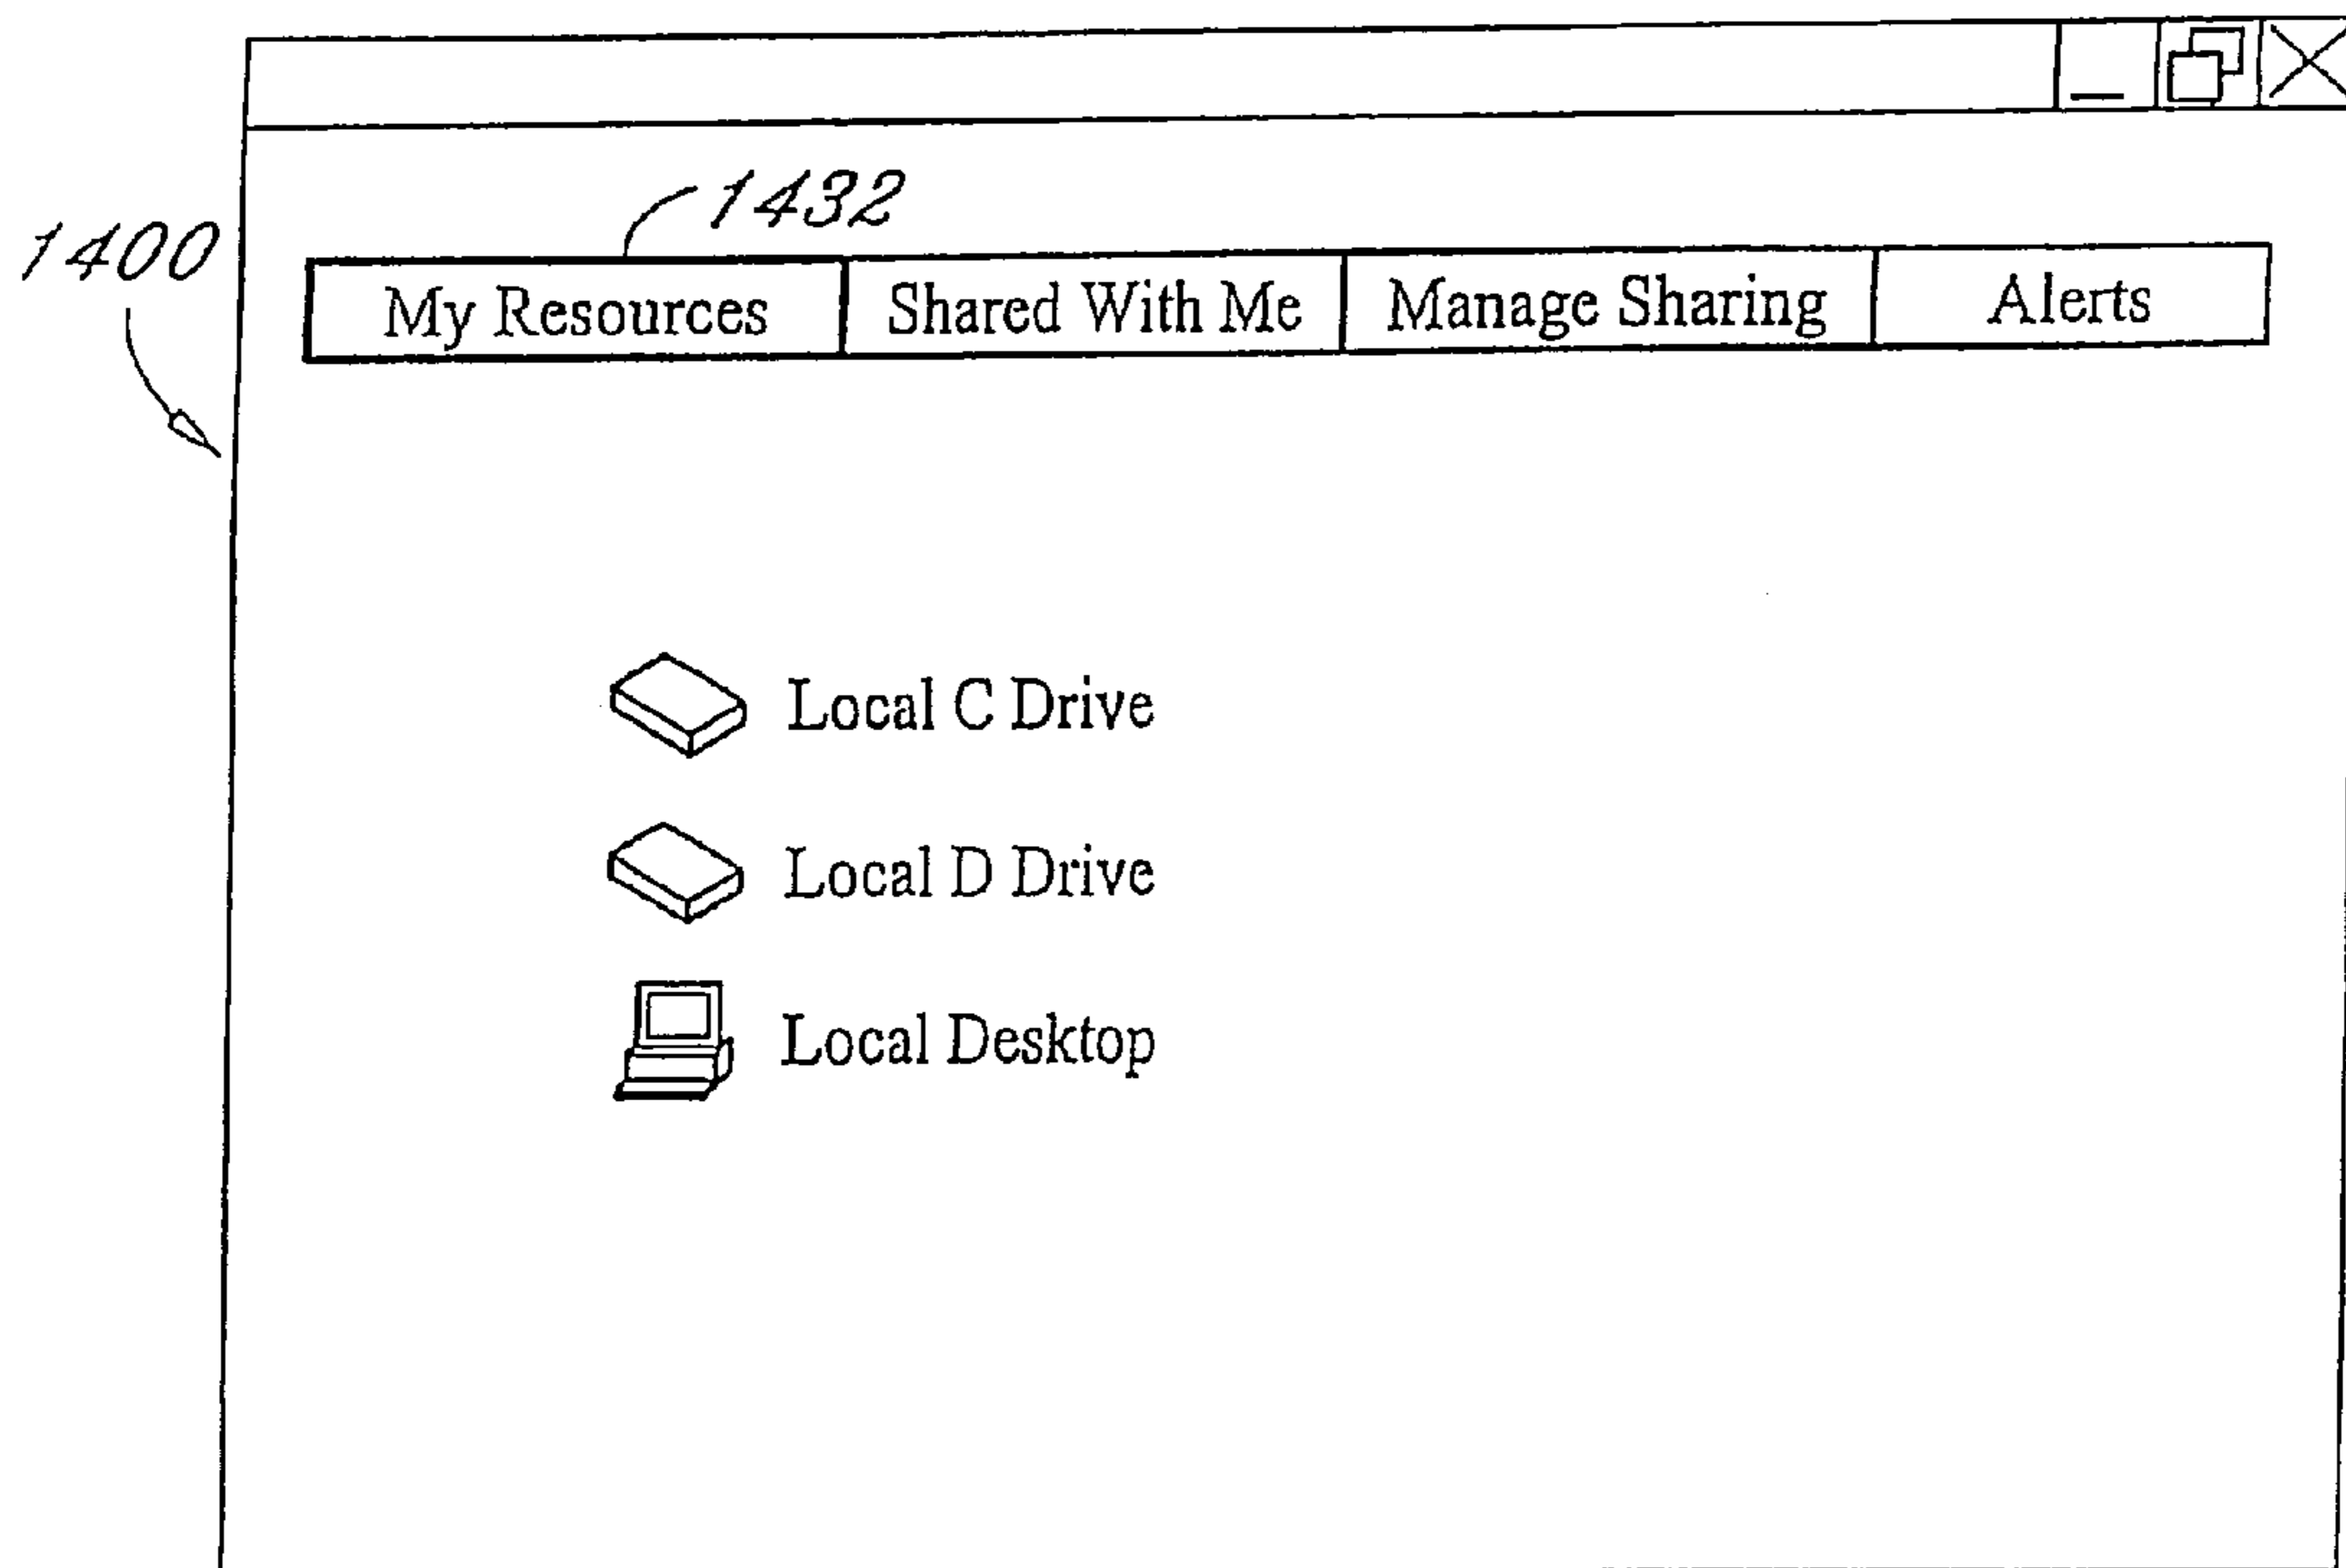 1432
1400
My Resources Shared With Me Manage Sharing Alerts
Local C Drive
Local D Drive
Local Desktop